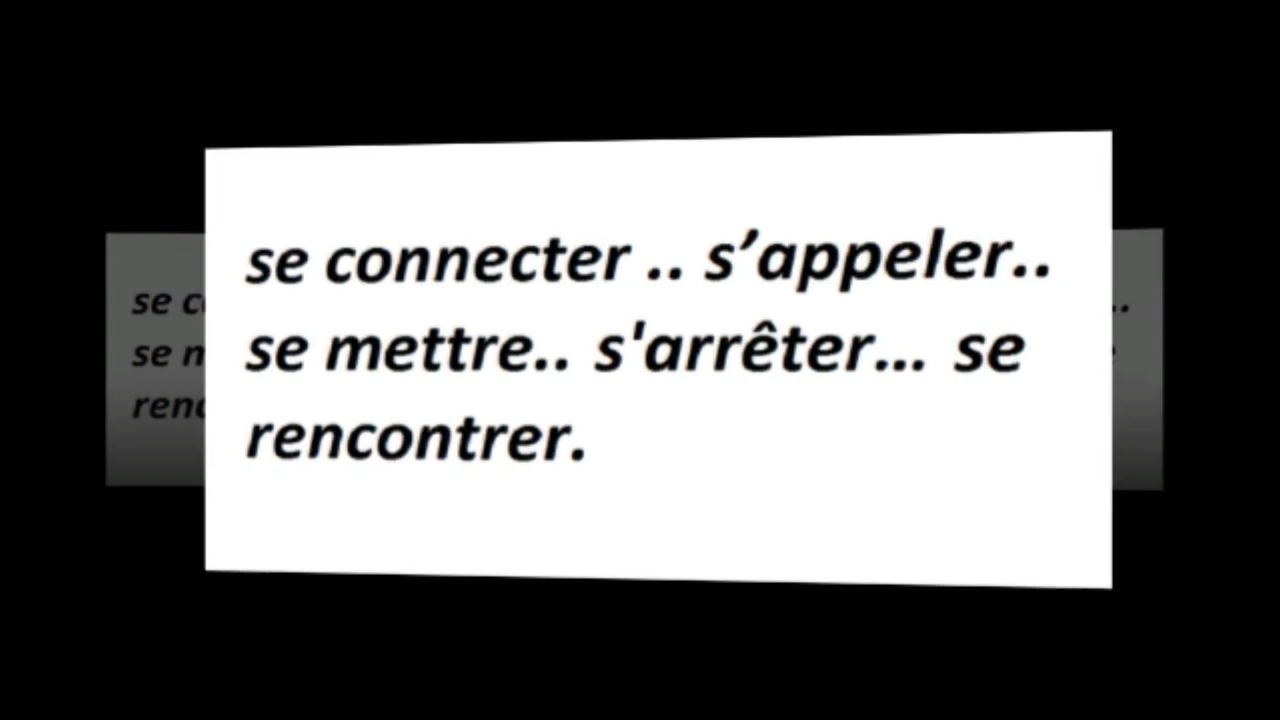 se connecter .. s’appeler..
se mettre.. s'arrêter... se
rencontrer.